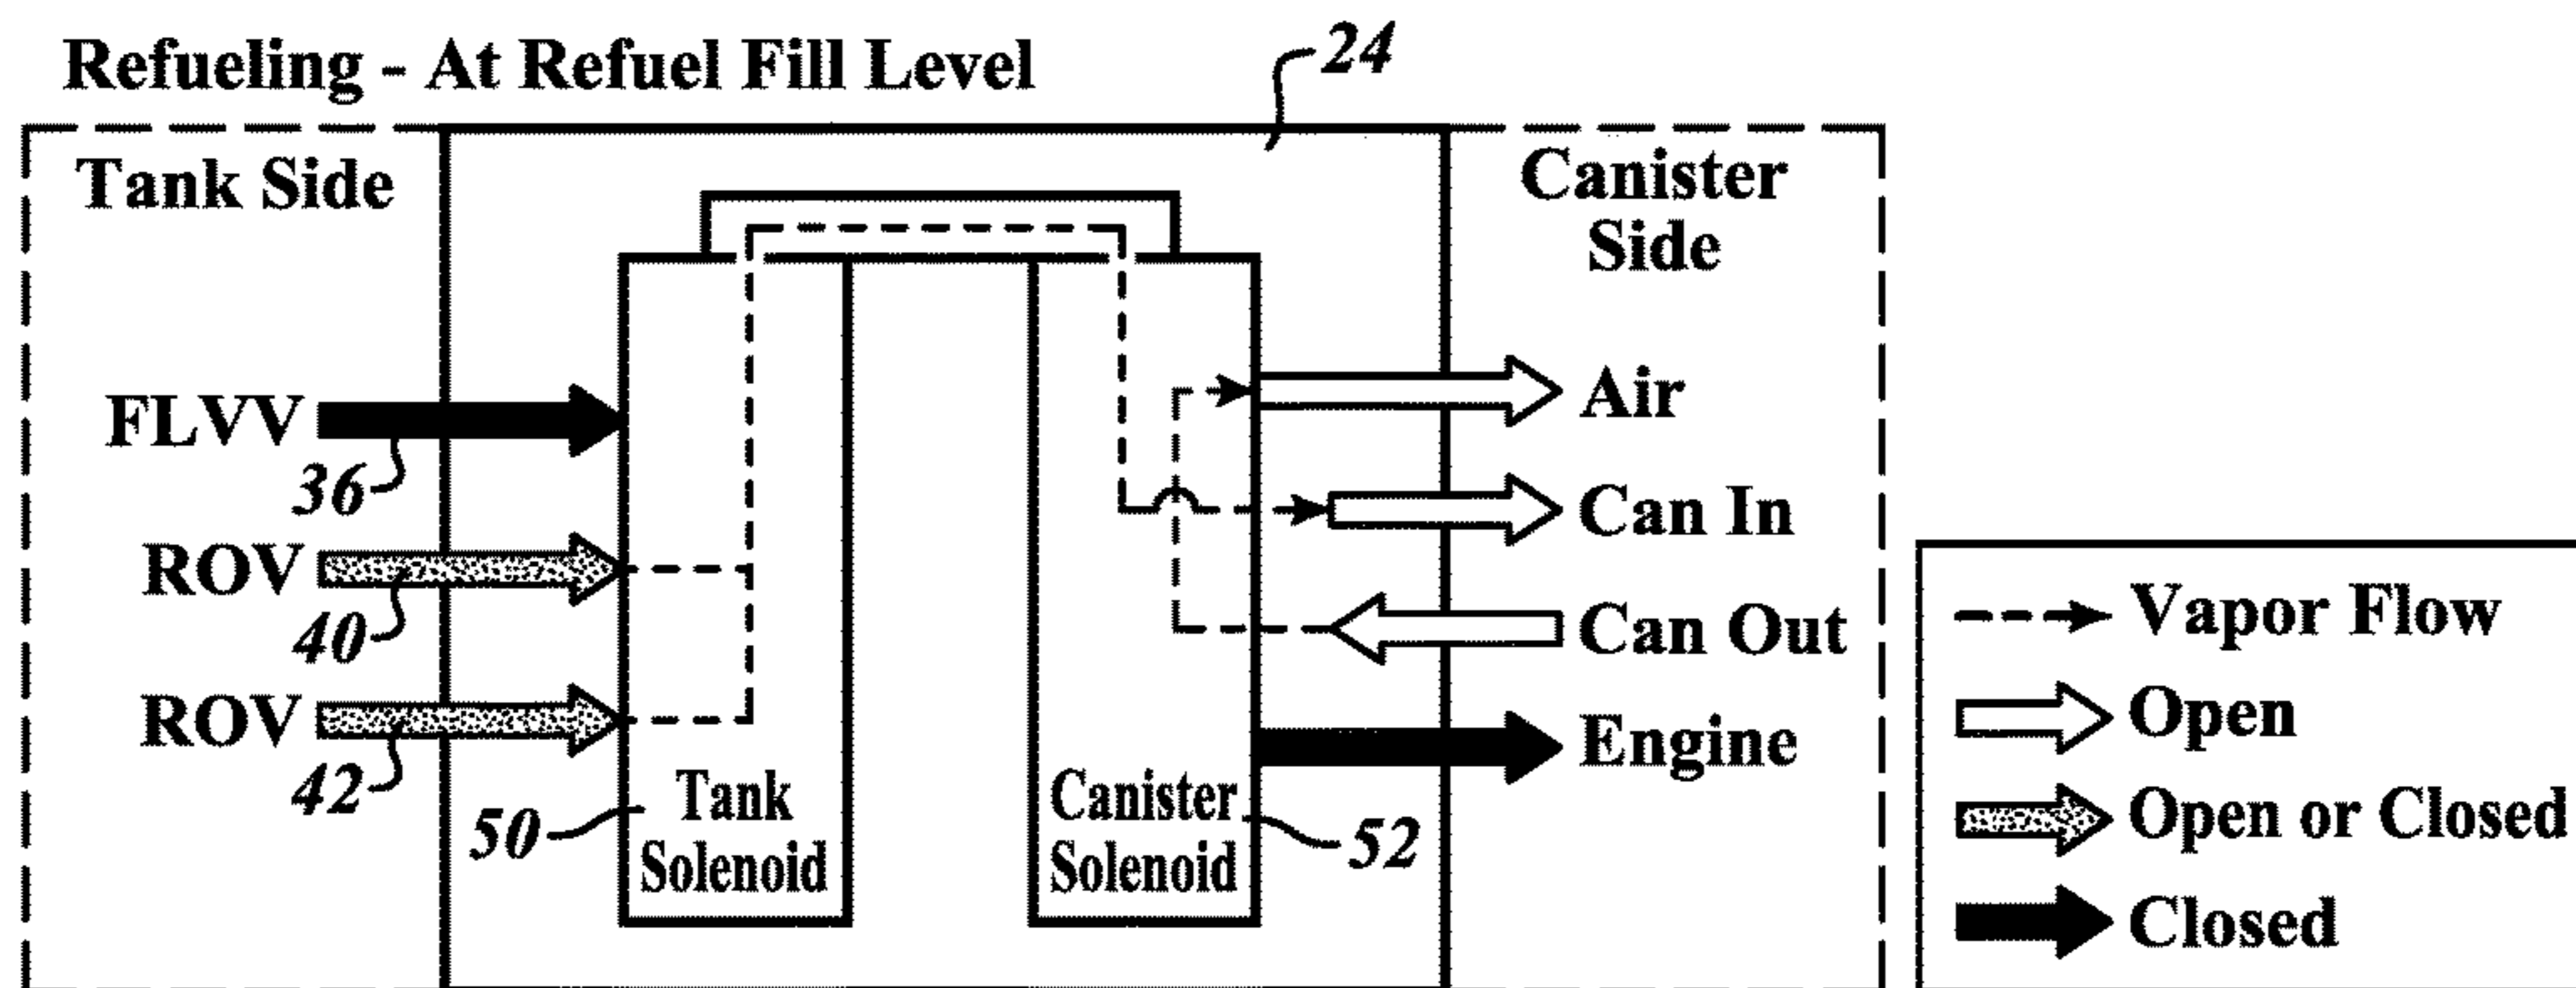 Refueling - At Refuel Fill Level
24
Tank Side
Canister
Side
FLVV
36
ROV
40
ROV
42
50
Tank
Solenoid
Canister
Solenoid
52
Air
Can In
Can Out
Engine
Vapor Flow
Open
Open or Closed
Closed